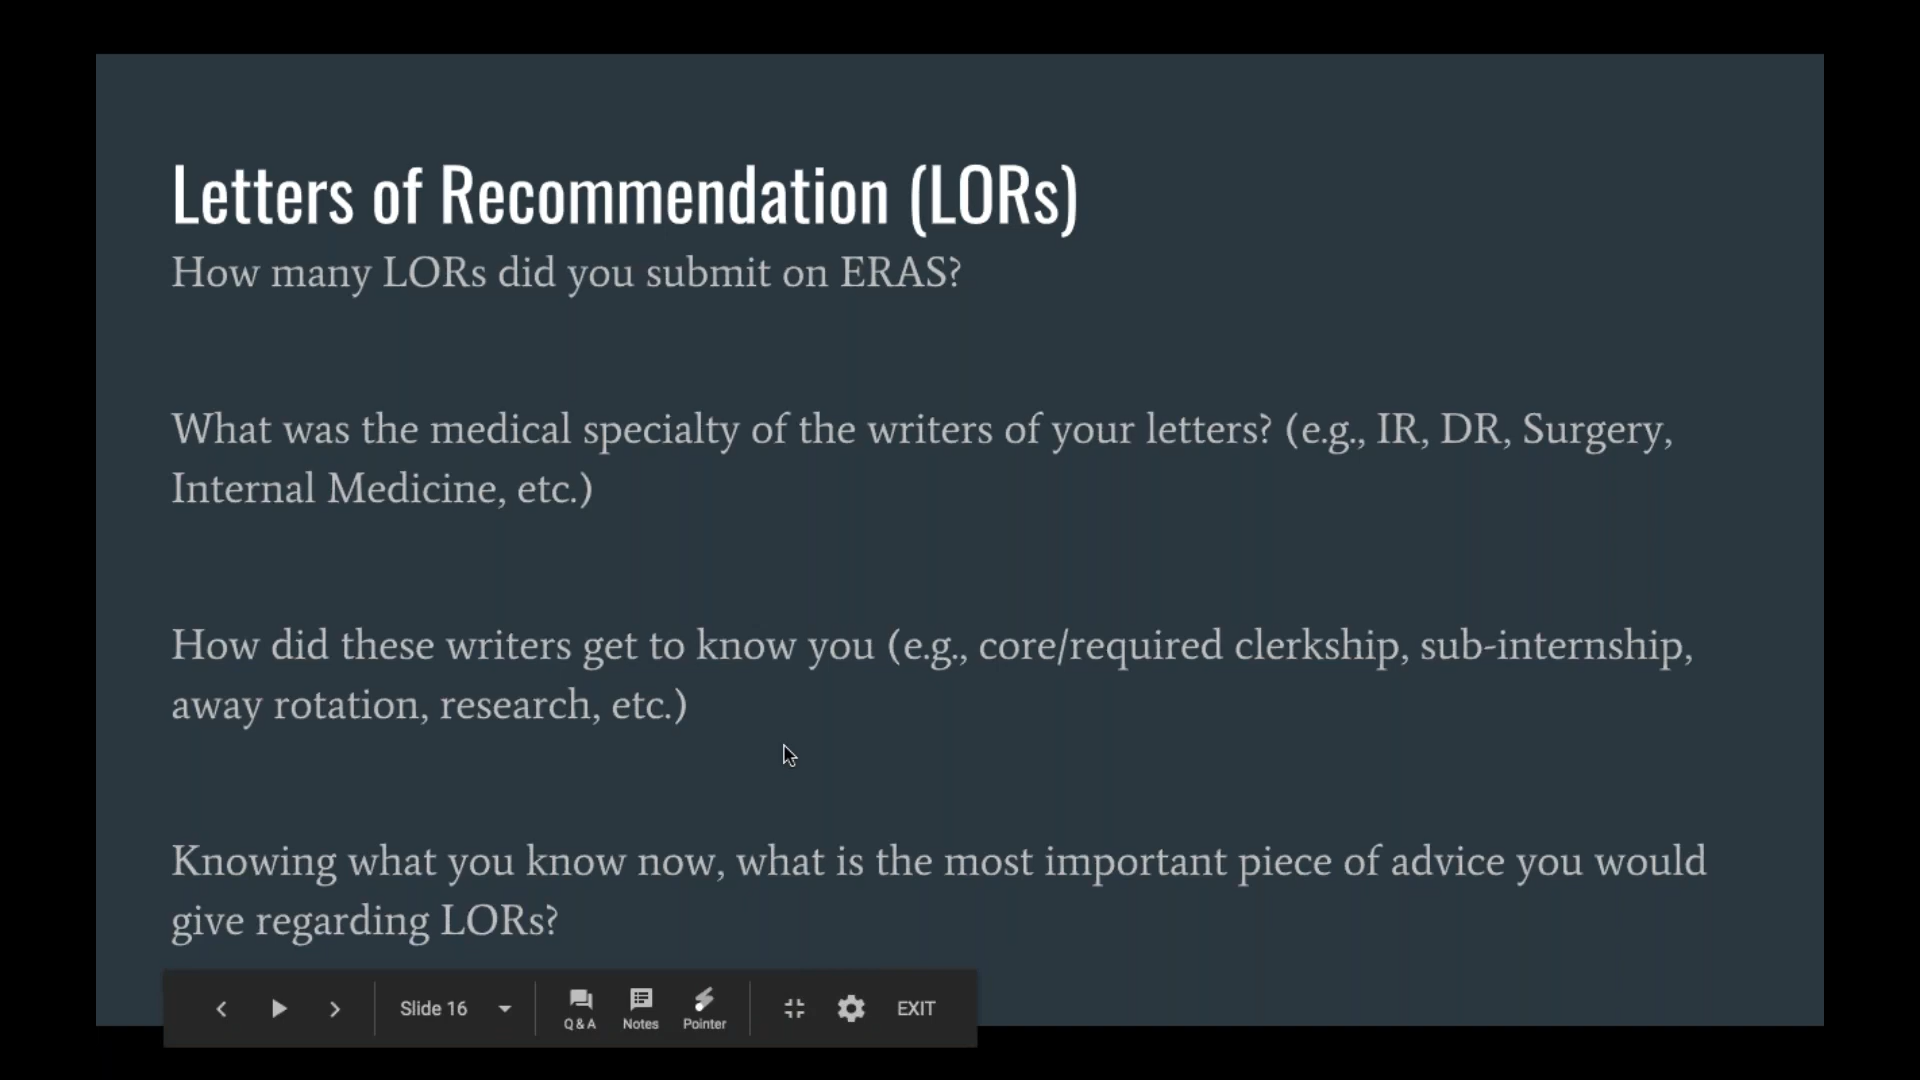 Letters of Recommendation (LORs)
How many LORs did you submit on ERAS?
What was the medical specialty of the writers of your letters? (e.g., IR, DR, Surgery,
Internal Medicine, etc.)
How did these writers get to know you (e.g., core/required clerkship, sub-internship,
away rotation, research, etc.)
Knowing what you know now, what is the most important piece of advice you would
give regarding LORs?
Slide 16
Q & A
Notes
Pointer
EXIT